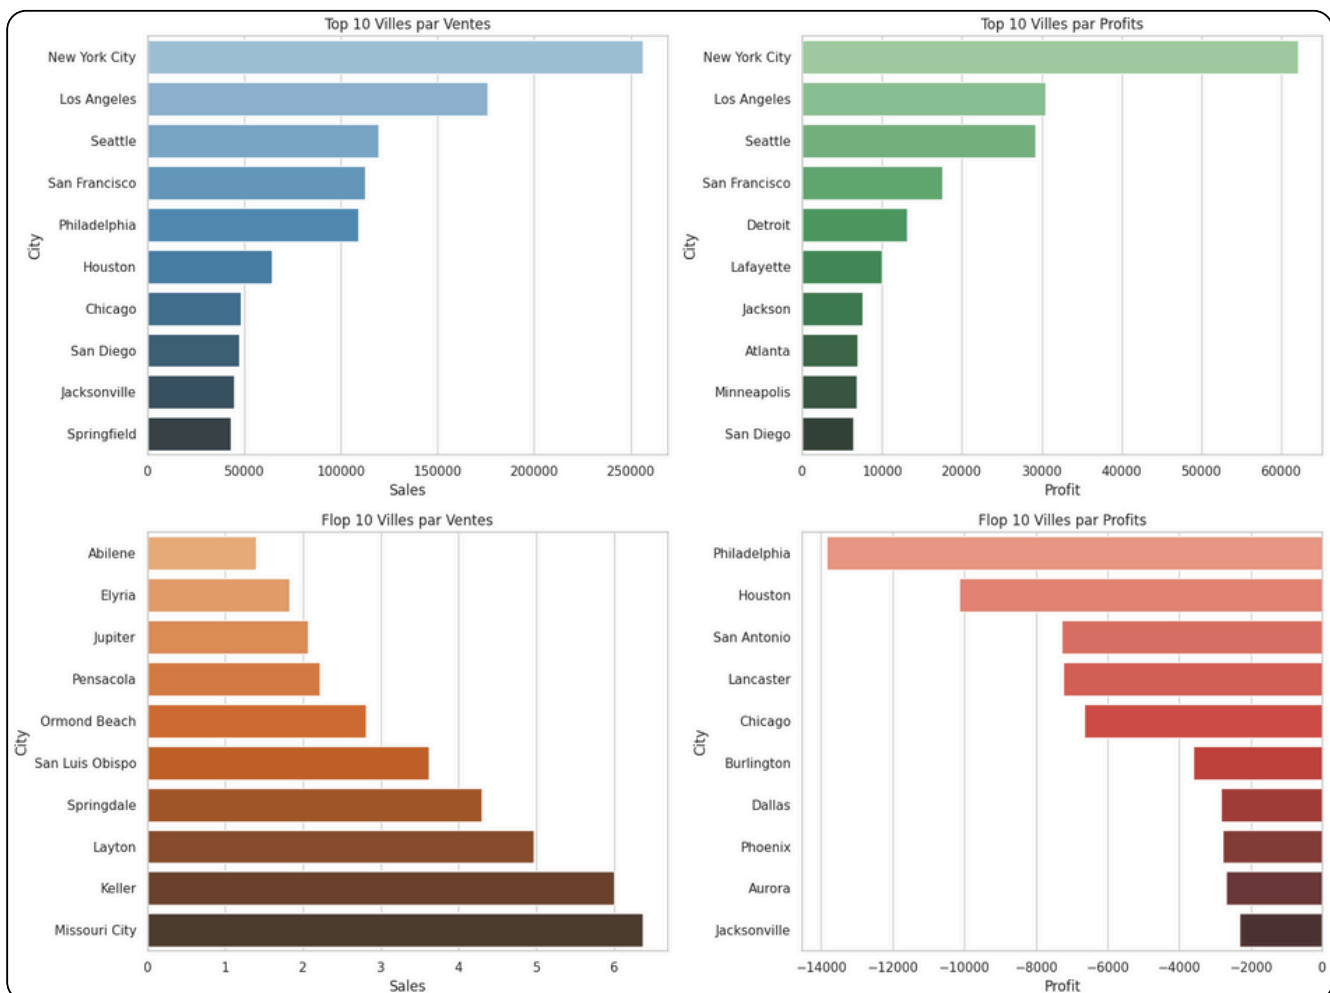 Top 10 Villes par Ventes
New York City
Los Angeles
Seattle
San Francisco
Philadelphia
Houston
Chicago
San Diego
Jacksonville
Springfield
City
0 50000 100000 150000 200000 250000
Sales
Top 10 Villes par Profits
New York City
Los Angeles
Seattle
San Francisco
Detroit
Lafayette
Jackson
Atlanta
Minneapolis
San Diego
City
0 10000 20000 30000 40000 50000 60000
Profit
Flop 10 Villes par Ventes
Abilene
Elyria
Jupiter
Pensacola
Ormond Beach
San Luis Obispo
Springdale
Layton
Keller
Missouri City
City
0 1 2 3 4 5 6
Sales
Flop 10 Villes par Profits
Philadelphia
Houston
San Antonio
Lancaster
Chicago
Burlington
Dallas
Phoenix
Aurora
Jacksonville
City
−14000 −12000 −10000 −8000 −6000 −4000 −2000 0
Profit